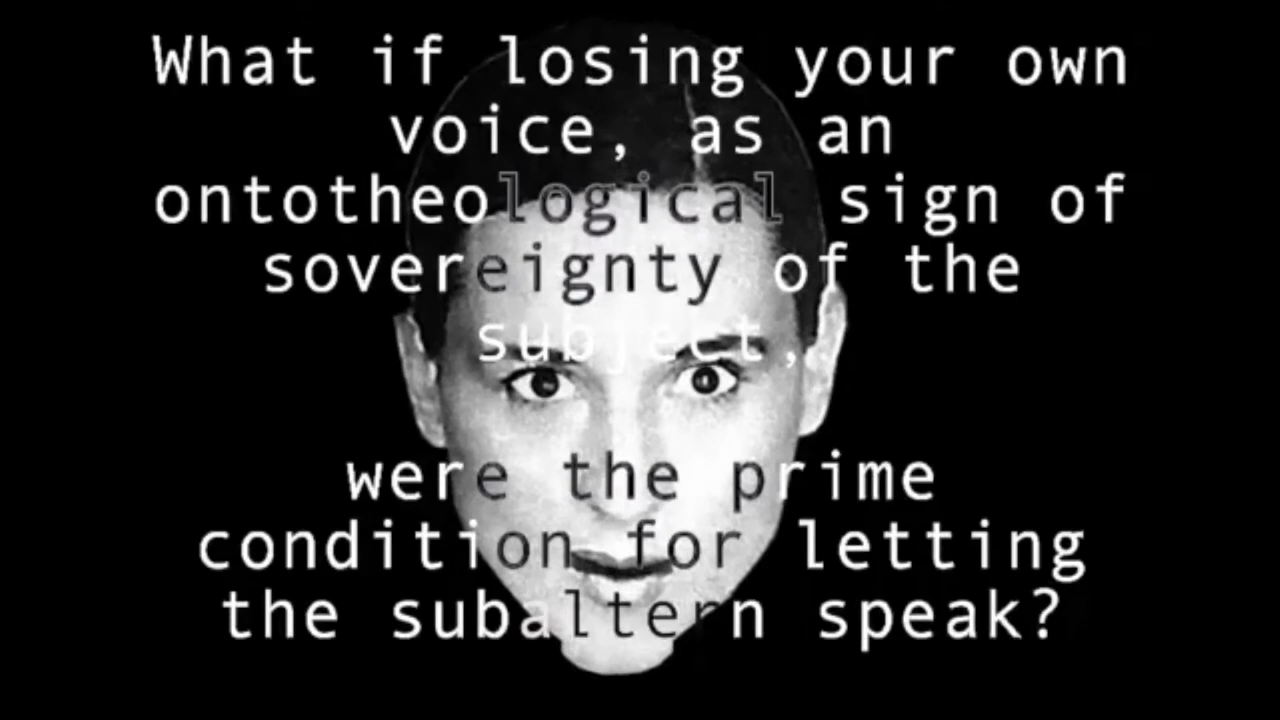 What if losing your own
voice, as an
ontotheological sign of
sovereignty of the
subject,
were the prime
condition for letting
the subaltern speak?